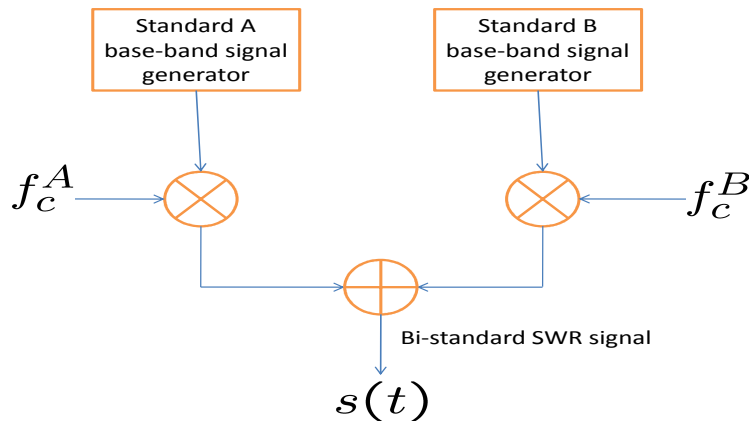 Standard A
base-band signal
generator
Standard B
base-band signal
generator
f_c^A
f_c^B
Bi-standard SWR signal
s(t)